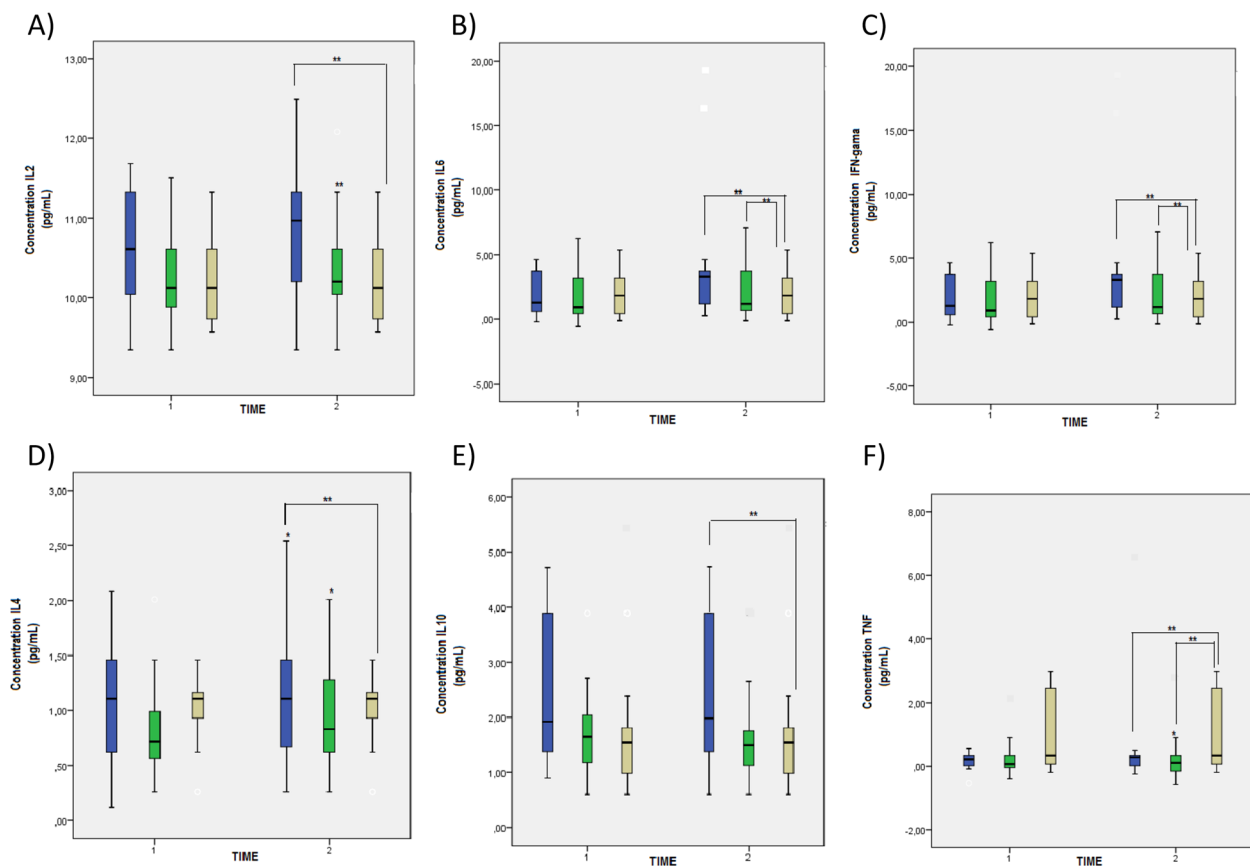 A)
13,00
12,00
11,00
10,00
9,00
Concentration IL2
(pg/mL)
**
**
1
2
TIME
B)
20,00
15,00
10,00
5,00
,00
-5,00
Concentration IL6
(pg/mL)
**
**
1
2
TIME
C)
20,00
15,00
10,00
5,00
,00
-5,00
Concentration IFN-gama
(pg/mL)
**
**
1
2
TIME
D)
3,00
2,50
2,00
1,50
1,00
,50
,00
Concentration IL4
(pg/mL)
**
*
*
1
2
TIME
E)
6,00
5,00
4,00
3,00
2,00
1,00
,00
Concentration IL10
(pg/mL)
**
1
2
TIME
F)
8,00
6,00
4,00
2,00
,00
-2,00
Concentration TNF
(pg/mL)
**
**
*
1
2
TIME